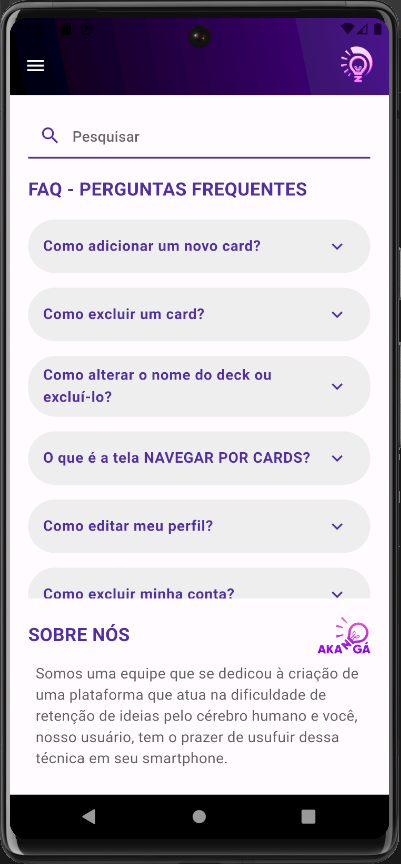 Pesquisar
FAQ - PERGUNTAS FREQUENTES
Como adicionar um novo card?
Como excluir um card?
Como alterar o nome do deck ou
excluí-lo?
O que é a tela NAVEGAR POR CARDS?
Como editar meu perfil?
Como excluir minha conta?
SOBRE NÓS
AKANGÁ
Somos uma equipe que se dedicou à criação de
uma plataforma que atua na dificuldade de
retenção de ideias pelo cérebro humano e você,
nosso usuário, tem o prazer de usufuir dessa
técnica em seu smartphone.